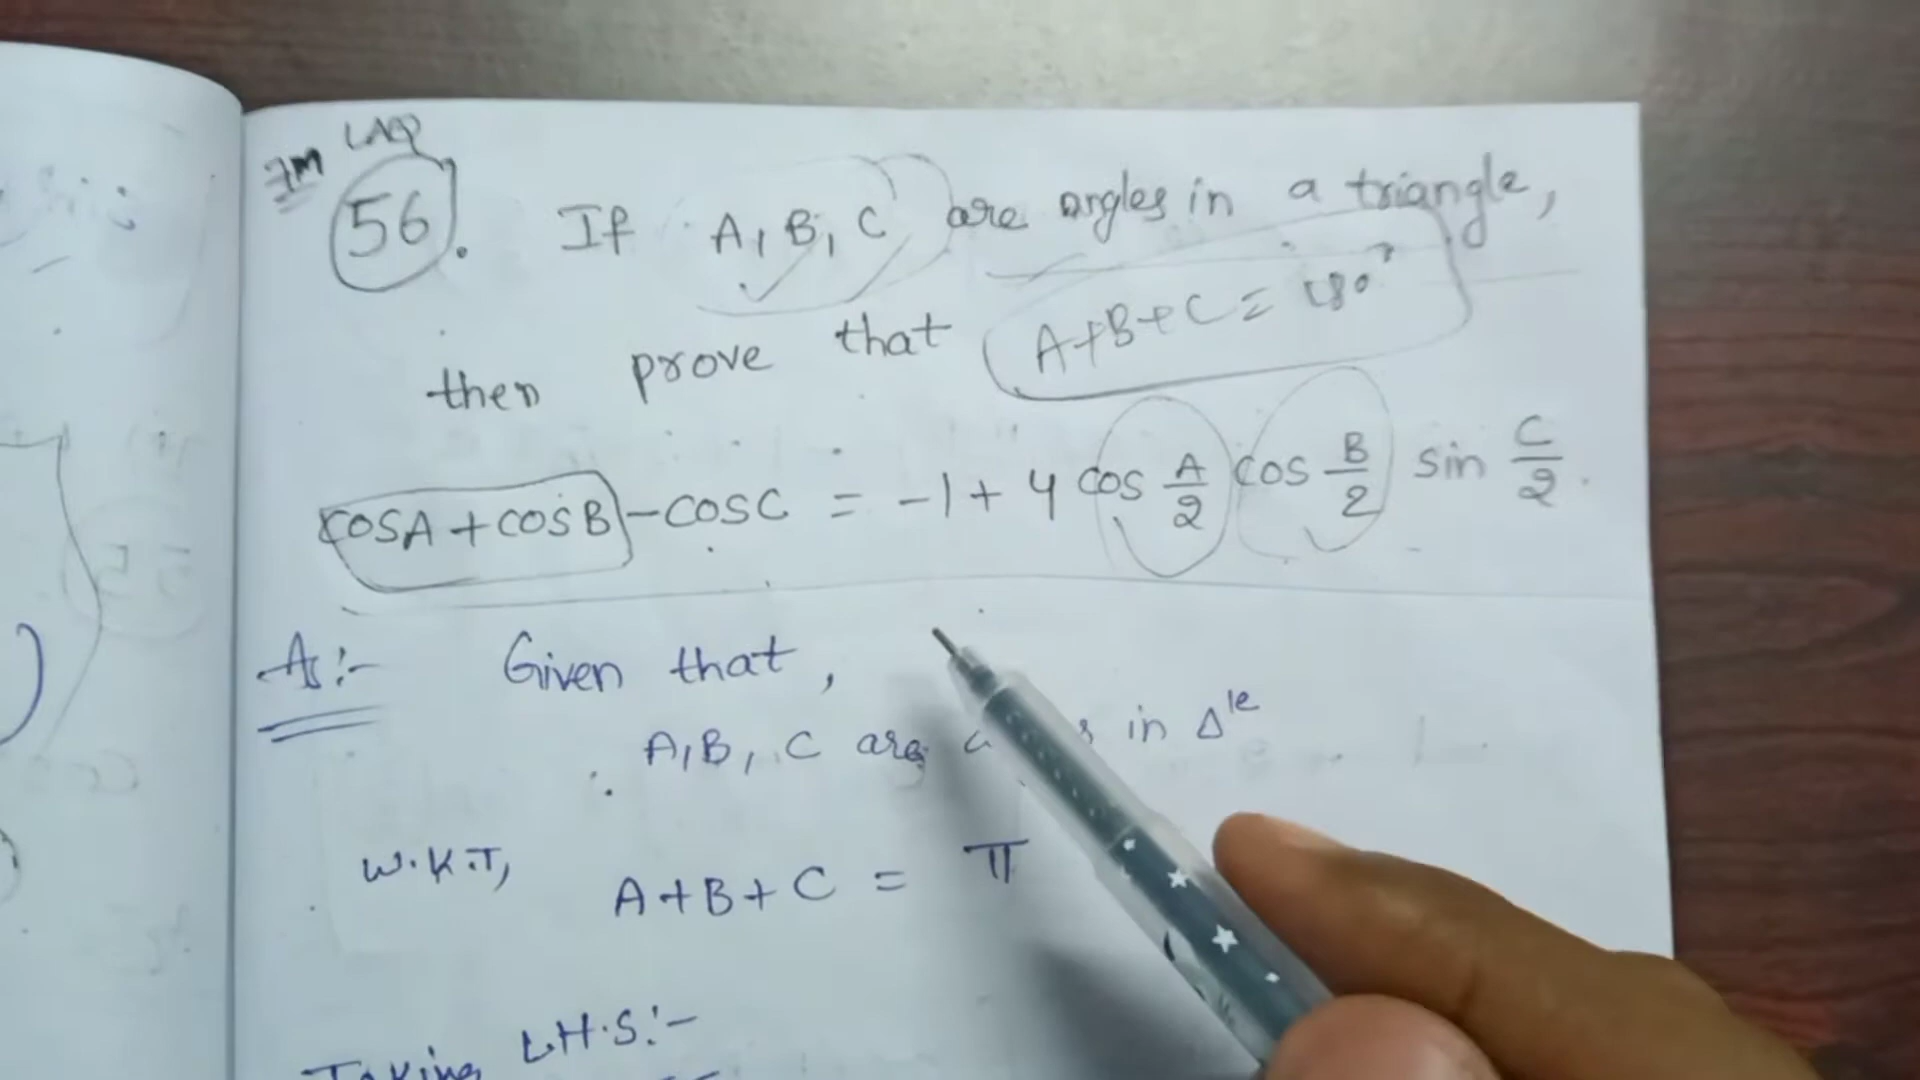 7M LAQ
56. If A, B, C are angles in a triangle,
then prove that A+B+C = 180°
cosA + cosB - cosC = -1 + 4 cos A/2 cos B/2 sin C/2.
A:- Given that,
A, B, C are in Δle
W.K.T, A+B+C = π
Taking L.H.S:-